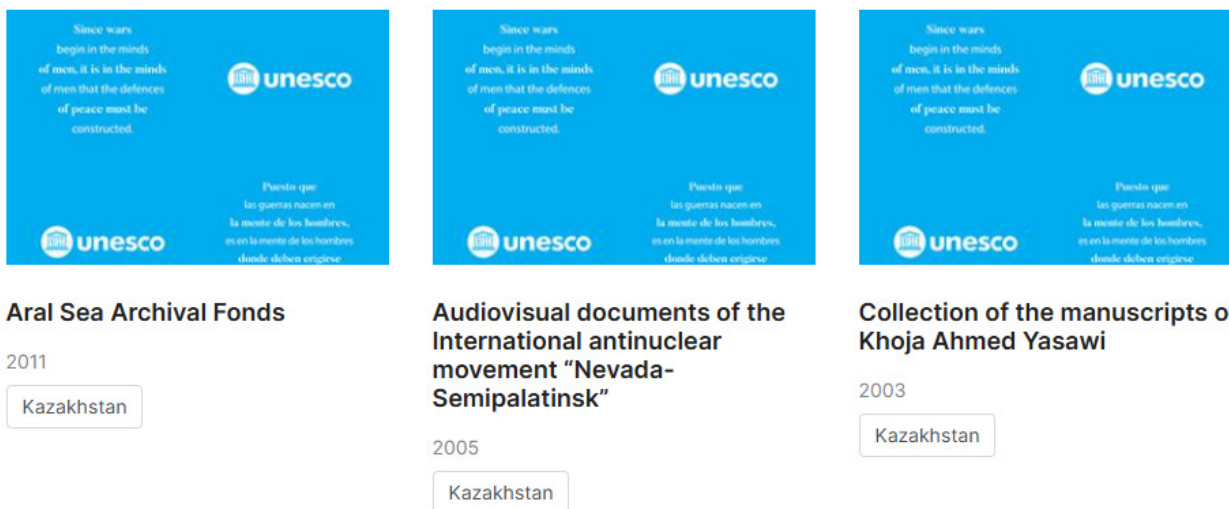 Since wars
begin in the minds
of men, it is in the minds
of men that the defences
of peace must be
constructed.
unesco
Puesto que
las guerras nacen en
la mente de los hombres,
es en la mente de los hombres
donde deben erigirse
unesco
Aral Sea Archival Fonds
2011
Kazakhstan
Since wars
begin in the minds
of men, it is in the minds
of men that the defences
of peace must be
constructed.
unesco
Puesto que
las guerras nacen en
la mente de los hombres,
es en la mente de los hombres
donde deben erigirse
unesco
Audiovisual documents of the
International antinuclear
movement “Nevada-
Semipalatinsk”
2005
Kazakhstan
Since wars
begin in the minds
of men, it is in the minds
of men that the defences
of peace must be
constructed.
unesco
Puesto que
las guerras nacen en
la mente de los hombres,
es en la mente de los hombres
donde deben erigirse
unesco
Collection of the manuscripts o
Khoja Ahmed Yasawi
2003
Kazakhstan